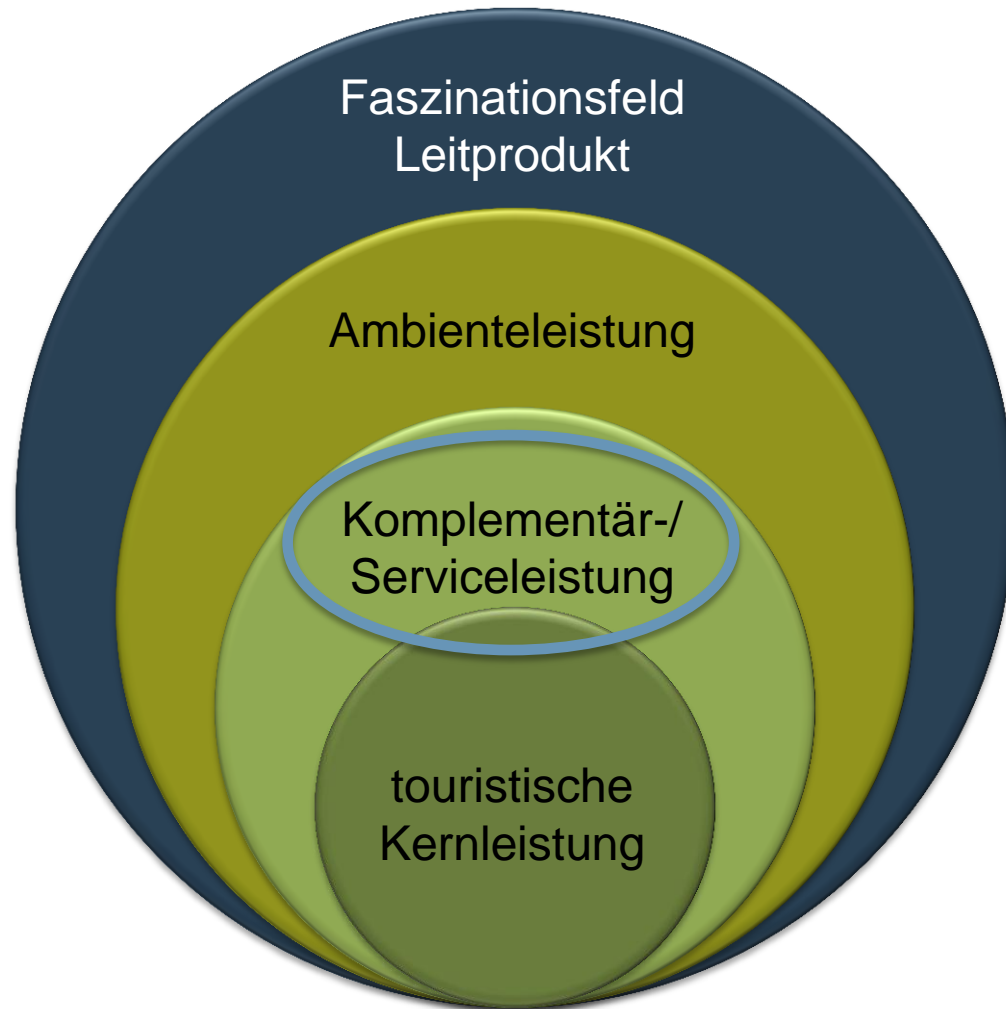 Faszinationsfeld
Leitprodukt
Ambienteleistung
Komplementär-/
Serviceleistung
touristische
Kernleistung